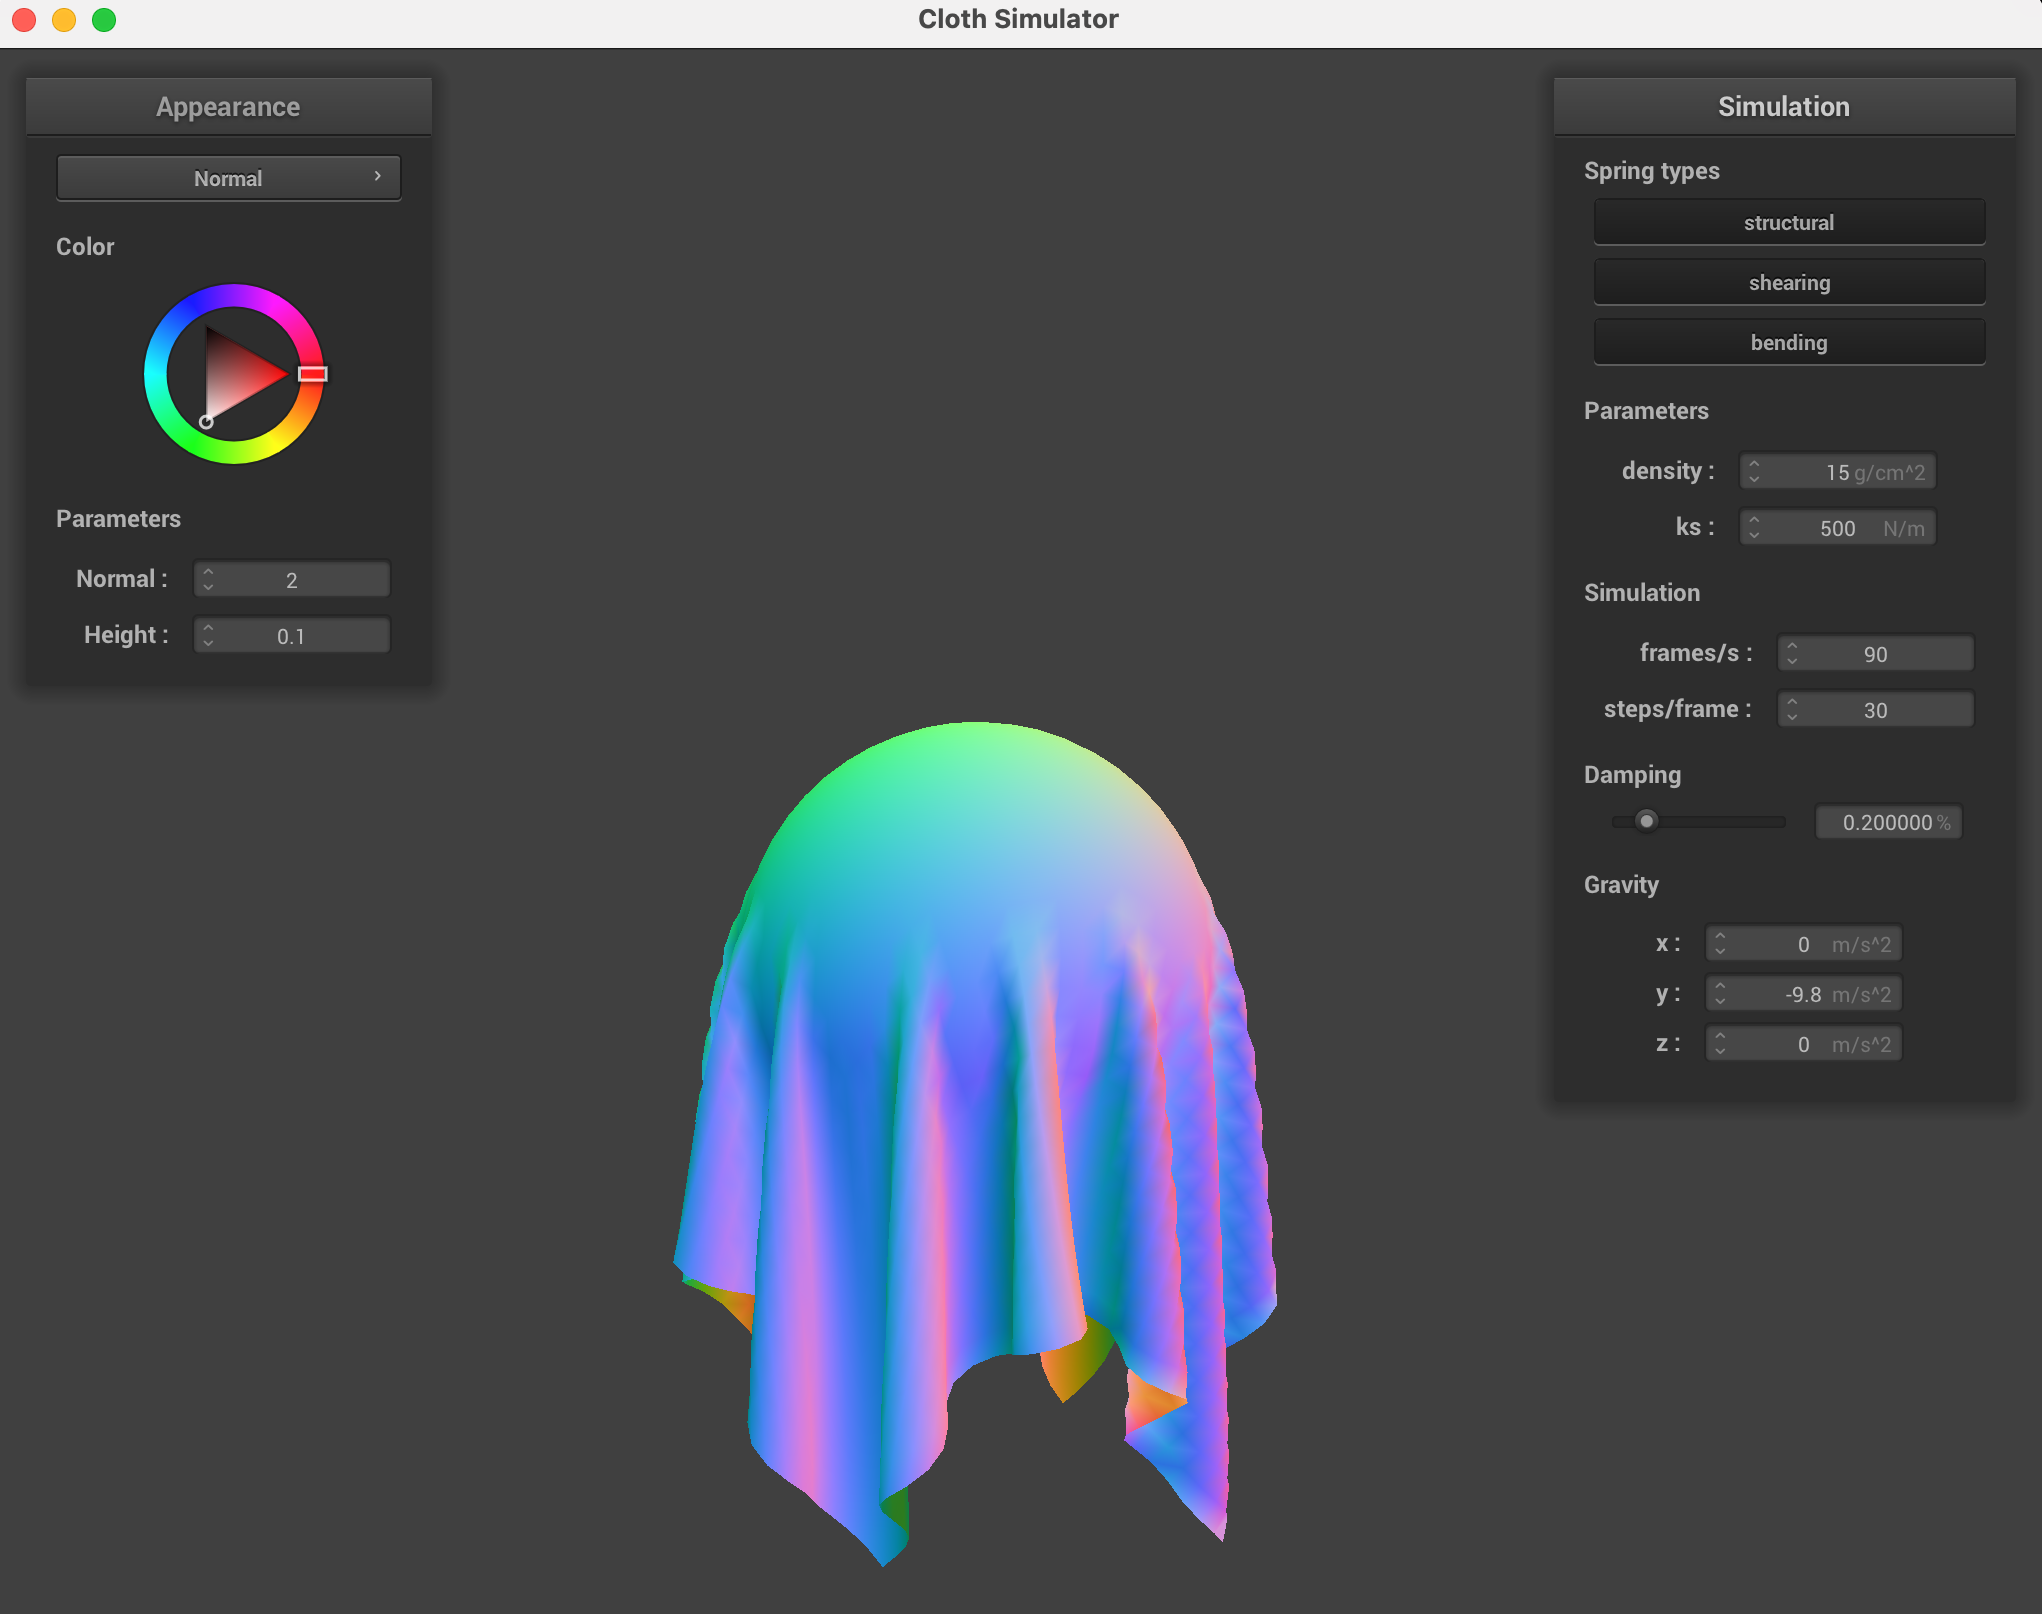 Cloth Simulator
Appearance
Normal
Color
Parameters
Normal : 2
Height : 0.1
Simulation
Spring types
structural
shearing
bending
Parameters
density : 15 g/cm^2
ks : 500 N/m
Simulation
frames/s : 90
steps/frame : 30
Damping
0.200000 %
Gravity
x : 0 m/s^2
y : -9.8 m/s^2
z : 0 m/s^2